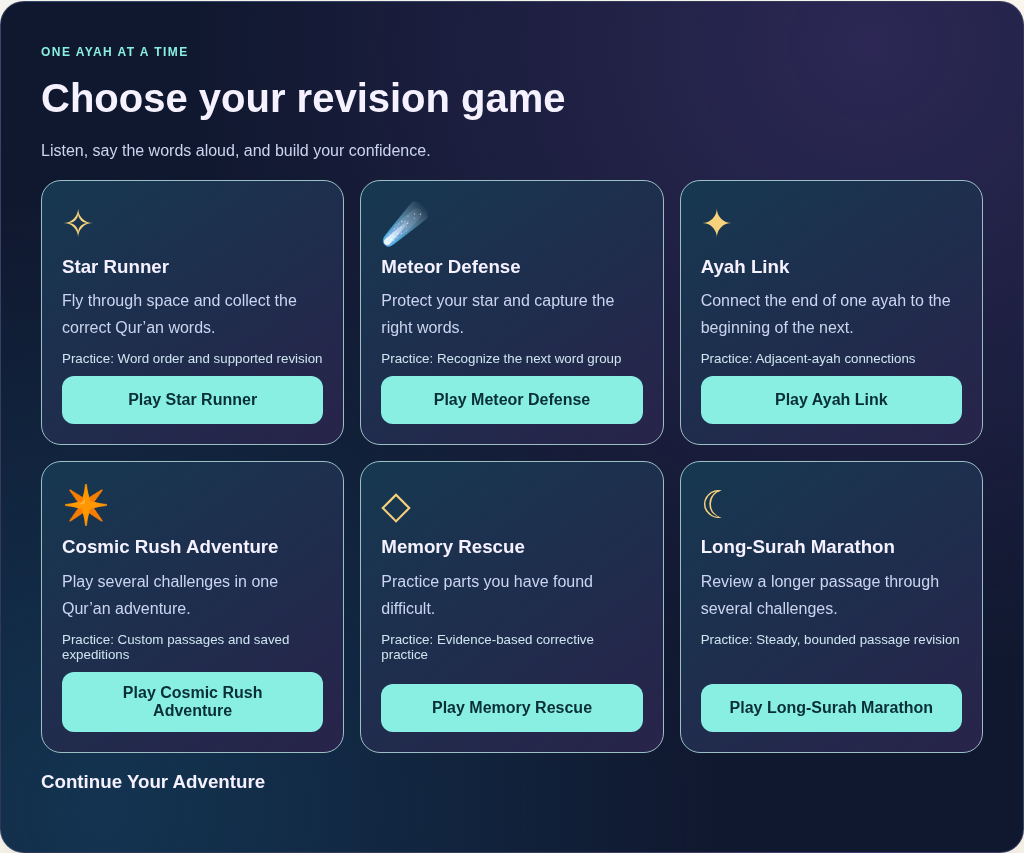 ONE AYAH AT A TIME
Choose your revision game
Listen, say the words aloud, and build your confidence.
Star Runner
Fly through space and collect the
correct Qur’an words.
Practice: Word order and supported revision
Play Star Runner
Meteor Defense
Protect your star and capture the
right words.
Practice: Recognize the next word group
Play Meteor Defense
Ayah Link
Connect the end of one ayah to the
beginning of the next.
Practice: Adjacent-ayah connections
Play Ayah Link
Cosmic Rush Adventure
Play several challenges in one
Qur’an adventure.
Practice: Custom passages and saved
expeditions
Play Cosmic Rush
Adventure
Memory Rescue
Practice parts you have found
difficult.
Practice: Evidence-based corrective
practice
Play Memory Rescue
Long-Surah Marathon
Review a longer passage through
several challenges.
Practice: Steady, bounded passage revision
Play Long-Surah Marathon
Continue Your Adventure